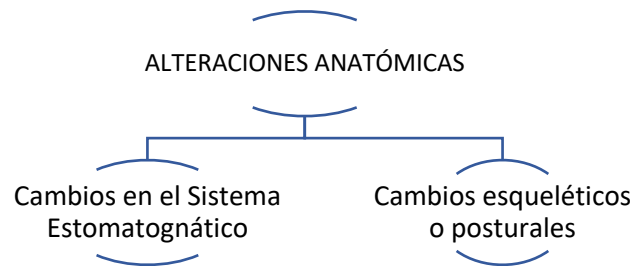 ALTERACIONES ANATÓMICAS
Cambios en el Sistema
Estomatognático
Cambios esqueléticos
o posturales